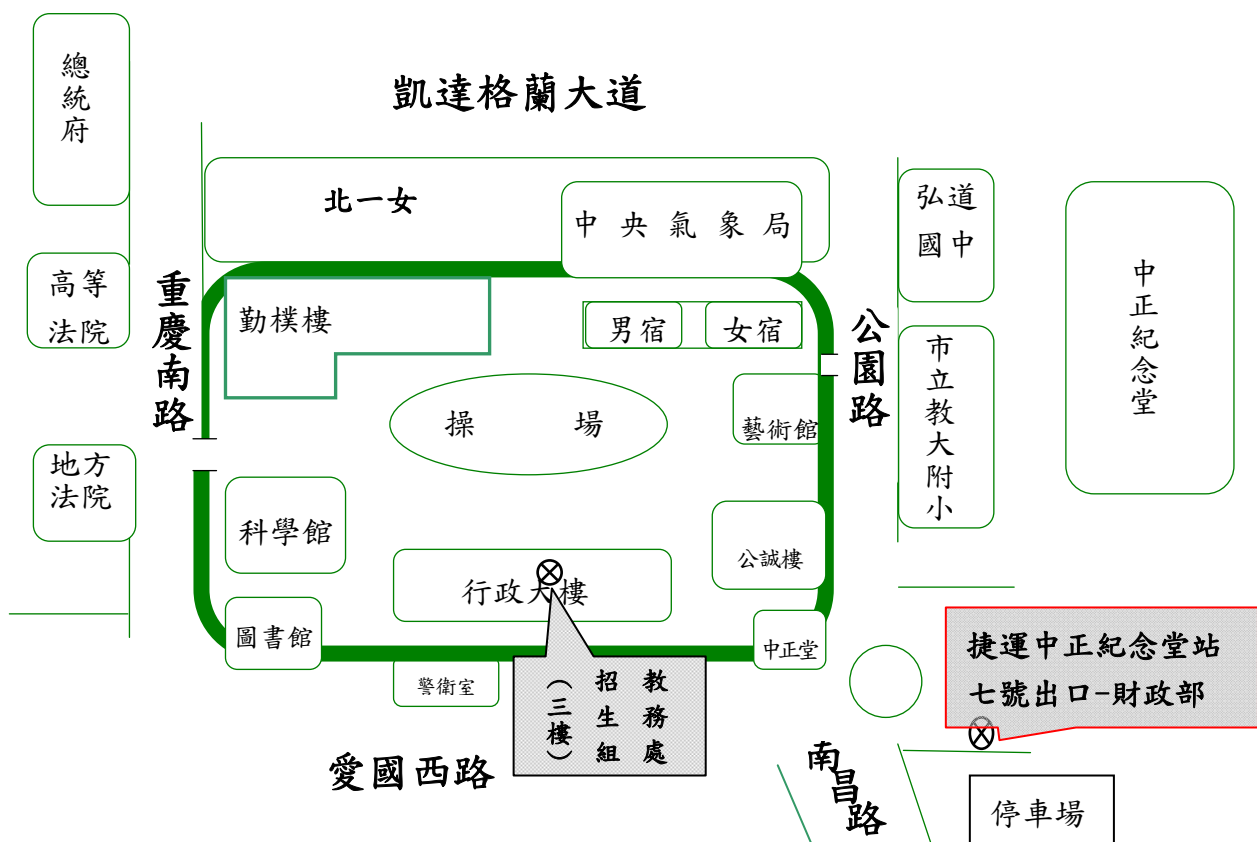 總統府
凱達格蘭大道
北一女
中央氣象局
弘道
國中
中正紀念堂
高等
法院
重慶南路
勤樸樓
男宿
女宿
公園路
市立教大附小
操場
藝術館
地方
法院
科學館
公誠樓
行政大樓
圖書館
中正堂
警衛室
教務處
招生組
（三樓）
捷運中正紀念堂站
七號出口-財政部
愛國西路
南昌路
停車場